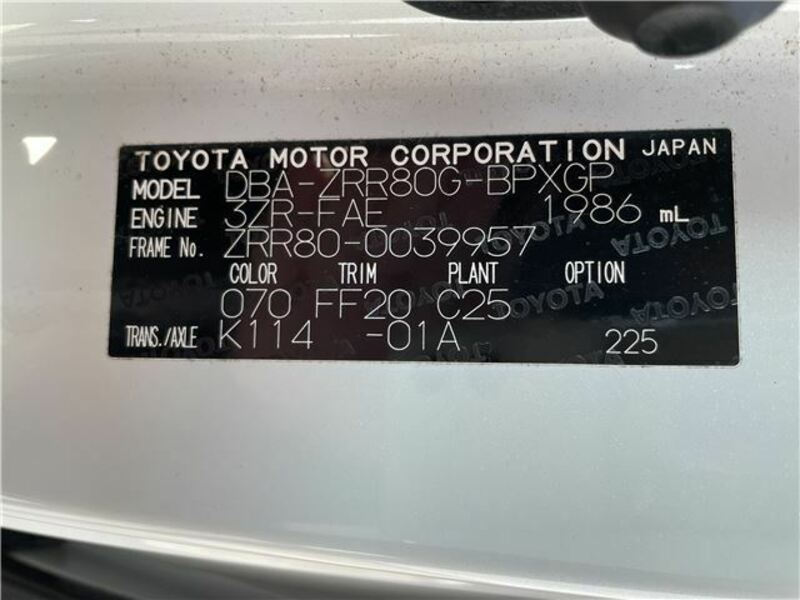 TOYOTA MOTOR CORPORATION JAPAN
MODEL DBA-ZRR80G-BPXGP
ENGINE 3ZR-FAE 1986 mL
FRAME No. ZRR80-0039957
COLOR TRIM PLANT OPTION
070 FF20 C25
TRANS./AXLE K114 -01A 225